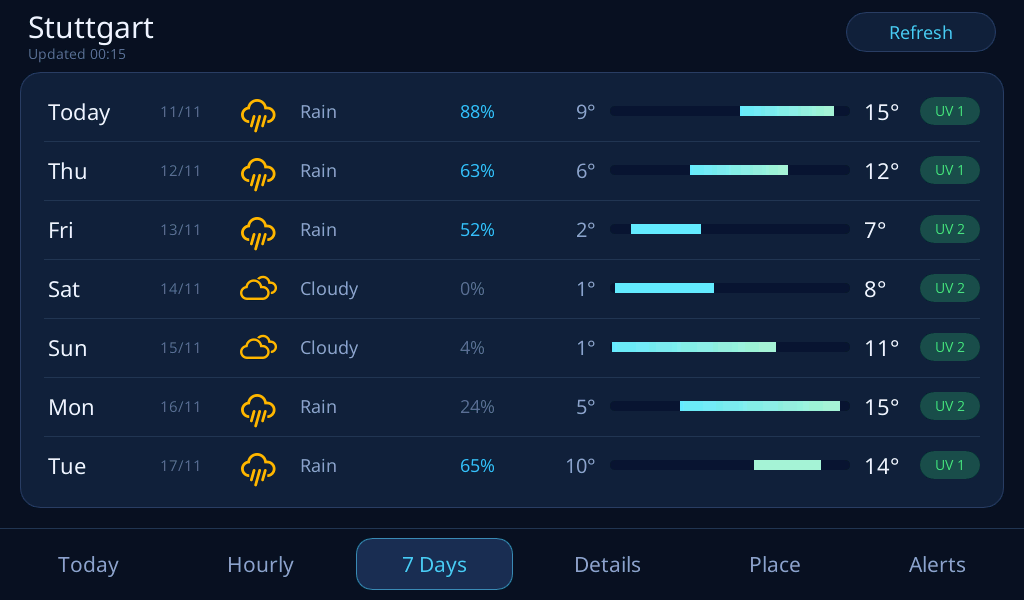 Stuttgart
Updated 00:15
Refresh
Today 11/11 Rain 88% 9° 15° UV 1
Thu 12/11 Rain 63% 6° 12° UV 1
Fri 13/11 Rain 52% 2° 7° UV 2
Sat 14/11 Cloudy 0% 1° 8° UV 2
Sun 15/11 Cloudy 4% 1° 11° UV 2
Mon 16/11 Rain 24% 5° 15° UV 2
Tue 17/11 Rain 65% 10° 14° UV 1
Today Hourly 7 Days Details Place Alerts